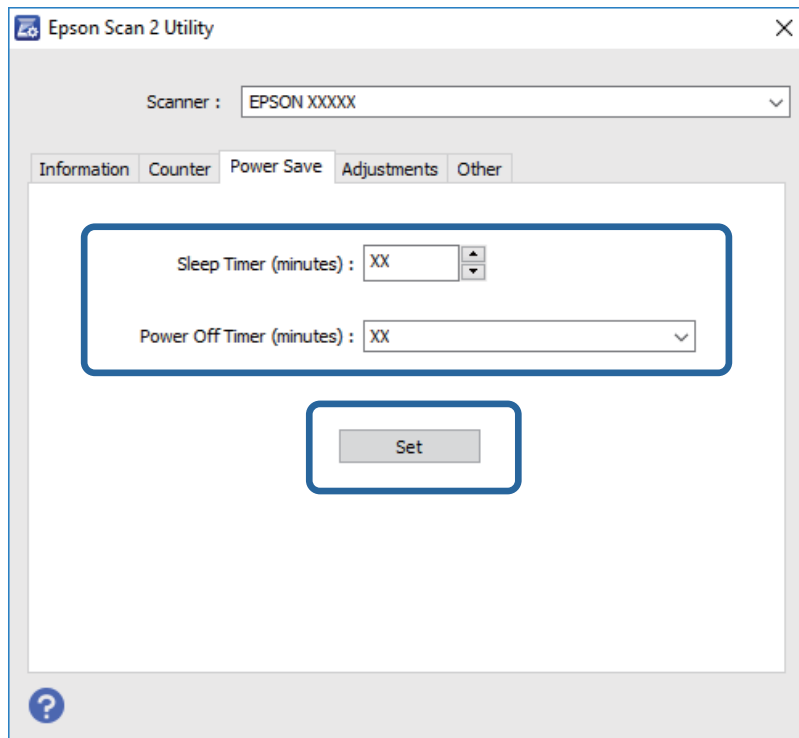 Epson Scan 2 Utility
Scanner : EPSON XXXXX
Information Counter Power Save Adjustments Other
Sleep Timer (minutes) : XX
Power Off Timer (minutes) : XX
Set
?